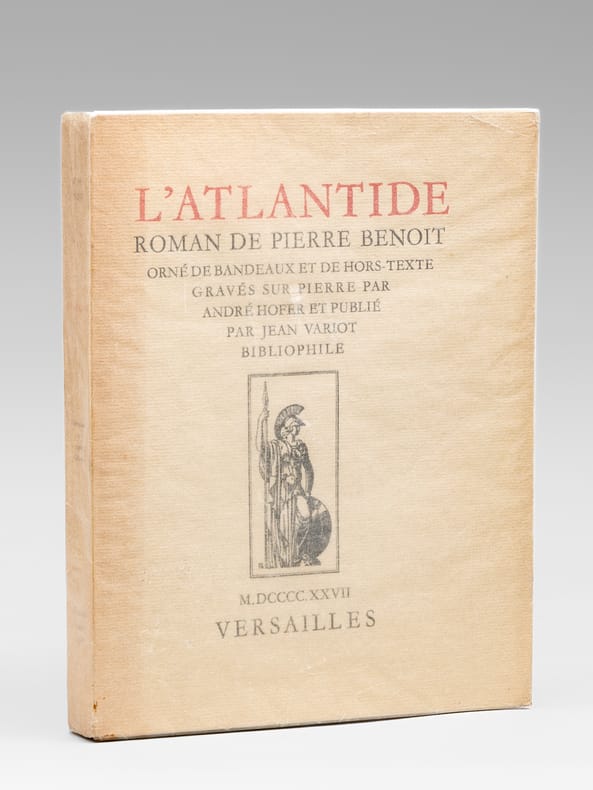 L'ATLANTIDE
ROMAN DE PIERRE BENOIT
ORNÉ DE BANDEAUX ET DE HORS-TEXTE
GRAVÉS SUR PIERRE PAR
ANDRÉ HOFER ET PUBLIÉ
PAR JEAN VARIOT
BIBLIOPHILE
M.DCCCC.XXVII
VERSAILLES